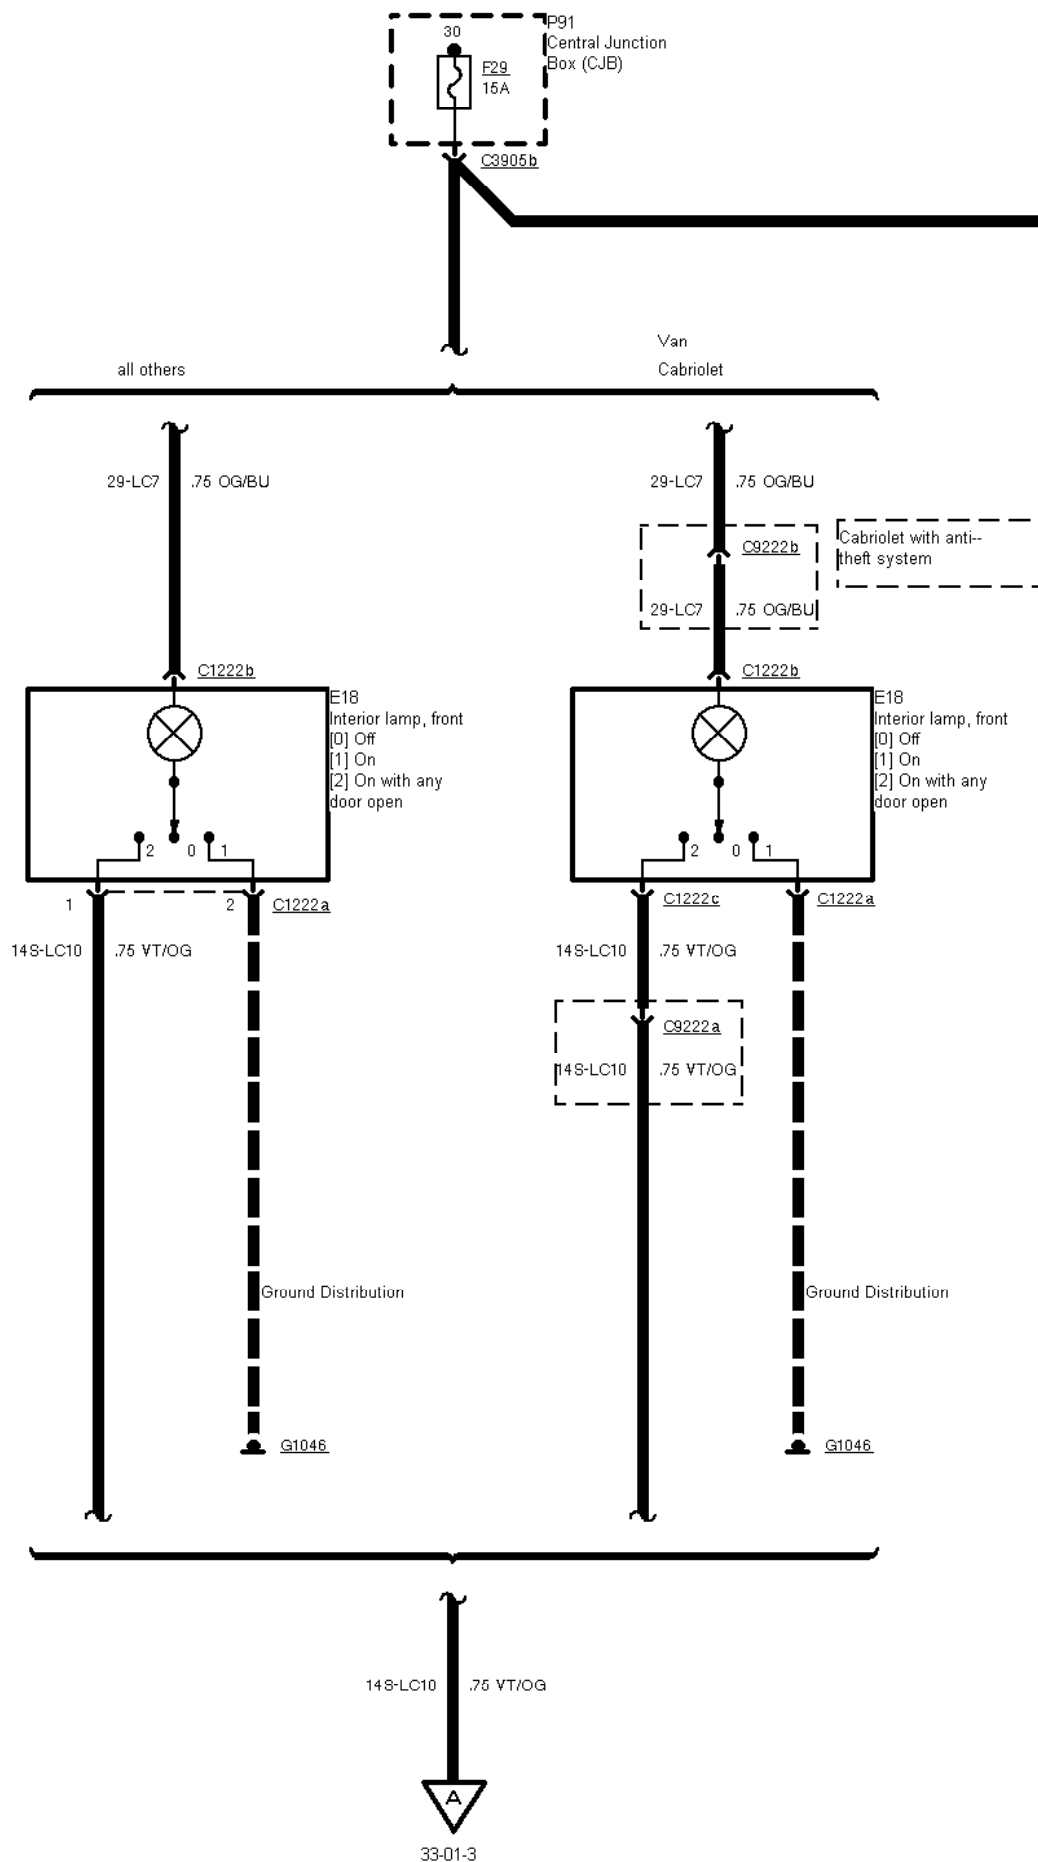 P91
Central Junction
Box (CJB)
30
F29
15A
C3905b
Van
all others
Cabriolet
29-LC7 .75 OG/BU
29-LC7 .75 OG/BU
C9222b
Cabriolet with anti--
theft system
29-LC7 .75 OG/BU
C1222b
C1222b
E18
Interior lamp, front
[0] Off
[1] On
[2] On with any
door open
2 0 1
E18
Interior lamp, front
[0] Off
[1] On
[2] On with any
door open
2 0 1
1 2 C1222a
C1222c
C1222a
14S-LC10 .75 VT/OG
14S-LC10 .75 VT/OG
C9222a
14S-LC10 .75 VT/OG
Ground Distribution
Ground Distribution
G1046
G1046
14S-LC10 .75 VT/OG
A
33-01-3